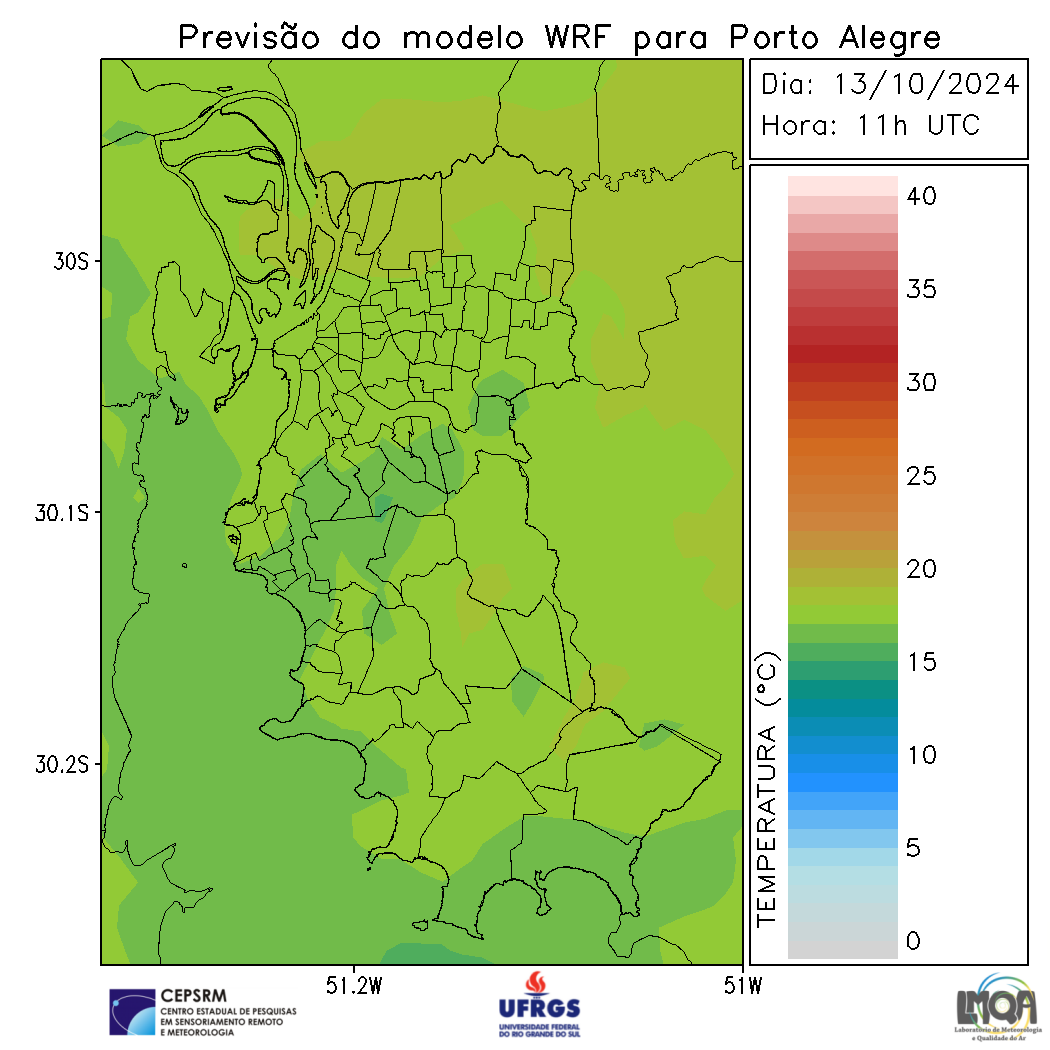 Previsão do modelo WRF para Porto Alegre
Dia: 13/10/2024
Hora: 11h UTC
40
35
30
25
20
15
10
5
0
TEMPERATURA (°C)
30S
30.1S
30.2S
51.2W
51W
CEPSRM
CENTRO ESTADUAL DE PESQUISAS
EM SENSORIAMENTO REMOTO
E METEOROLOGIA
UFRGS
UNIVERSIDADE FEDERAL
DO RIO GRANDE DO SUL
LMQA
Laboratório de Meteorologia
e Qualidade do Ar